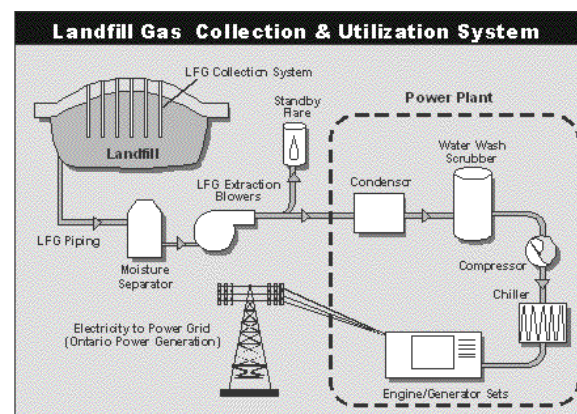 Landfill Gas Collection & Utilization System
LFG Collection System
Landfill
Standby
Flare
Power Plant
Water Wash
Scrubber
LFG Extraction
Blowers
Condensor
LFG Piping
Moisture
Separator
Compressor
Chiller
Electricity to Power Grid
(Ontario Power Generation)
Engine/Generator Sets